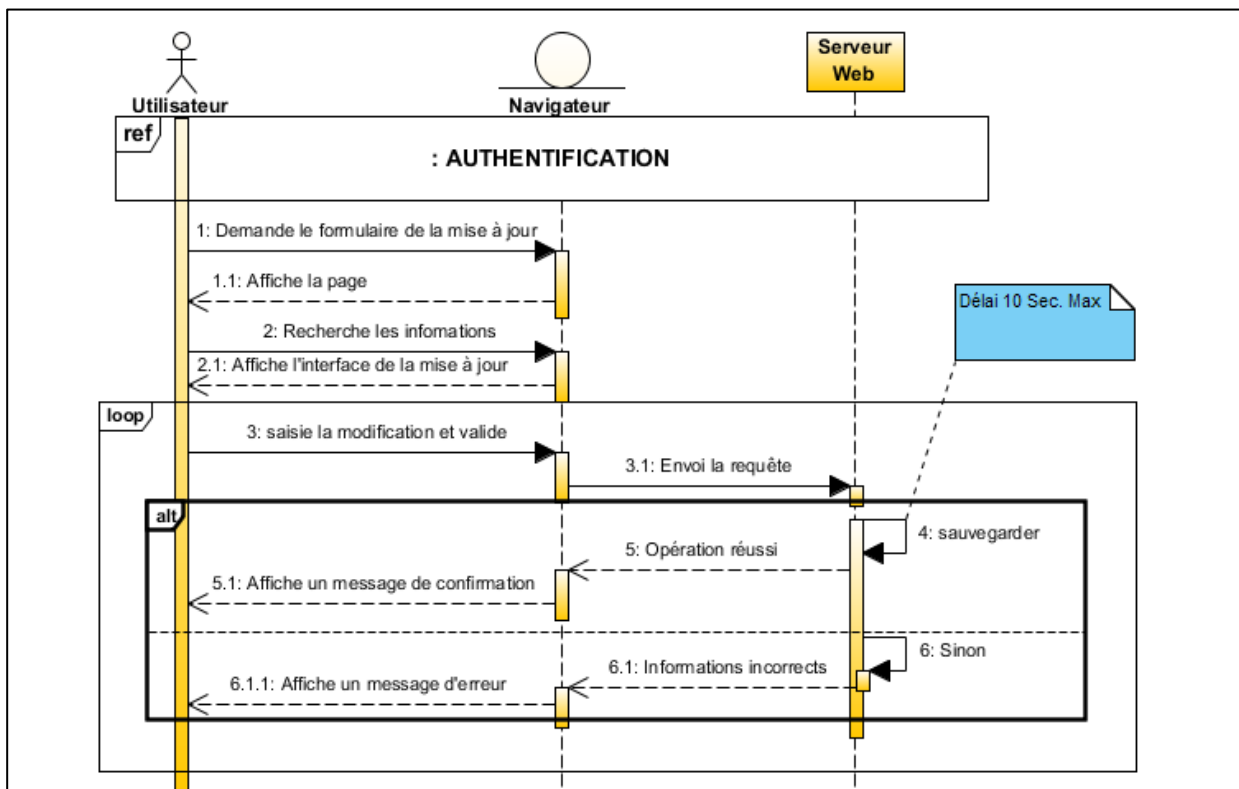 Utilisateur
Navigateur
Serveur
Web
ref
: AUTHENTIFICATION
1: Demande le formulaire de la mise à jour
1.1: Affiche la page
Délai 10 Sec. Max
2: Recherche les infomations
2.1: Affiche l'interface de la mise à jour
loop
3: saisie la modification et valide
3.1: Envoi la requête
alt
4: sauvegarder
5: Opération réussi
5.1: Affiche un message de confirmation
6: Sinon
6.1: Informations incorrects
6.1.1: Affiche un message d'erreur